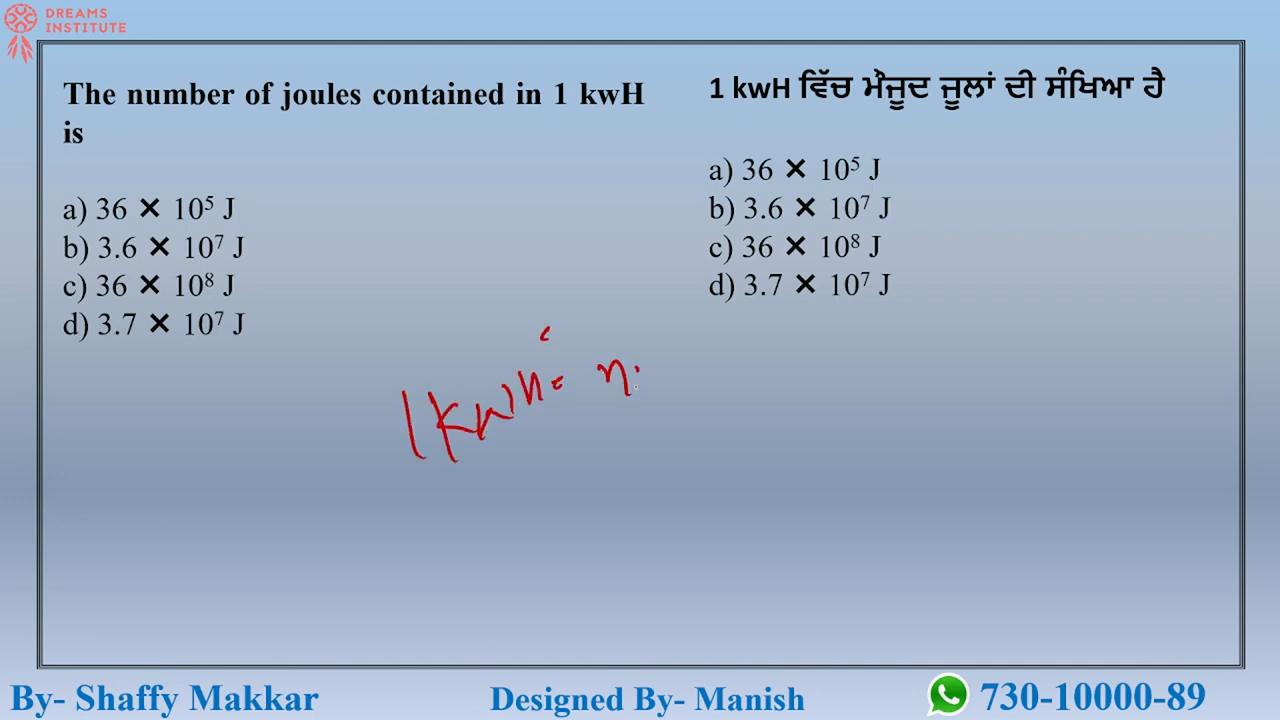 DREAMS
INSTITUTE
The number of joules contained in 1 kwH
is
a) 36 × 10⁵ J
b) 3.6 × 10⁷ J
c) 36 × 10⁸ J
d) 3.7 × 10⁷ J
1 kwH ਵਿੱਚ ਮੌਜੂਦ ਜੂਲਾਂ ਦੀ ਸੰਖਿਆ ਹੈ
a) 36 × 10⁵ J
b) 3.6 × 10⁷ J
c) 36 × 10⁸ J
d) 3.7 × 10⁷ J
1kwh =
By- Shaffy Makkar
Designed By- Manish
730-10000-89